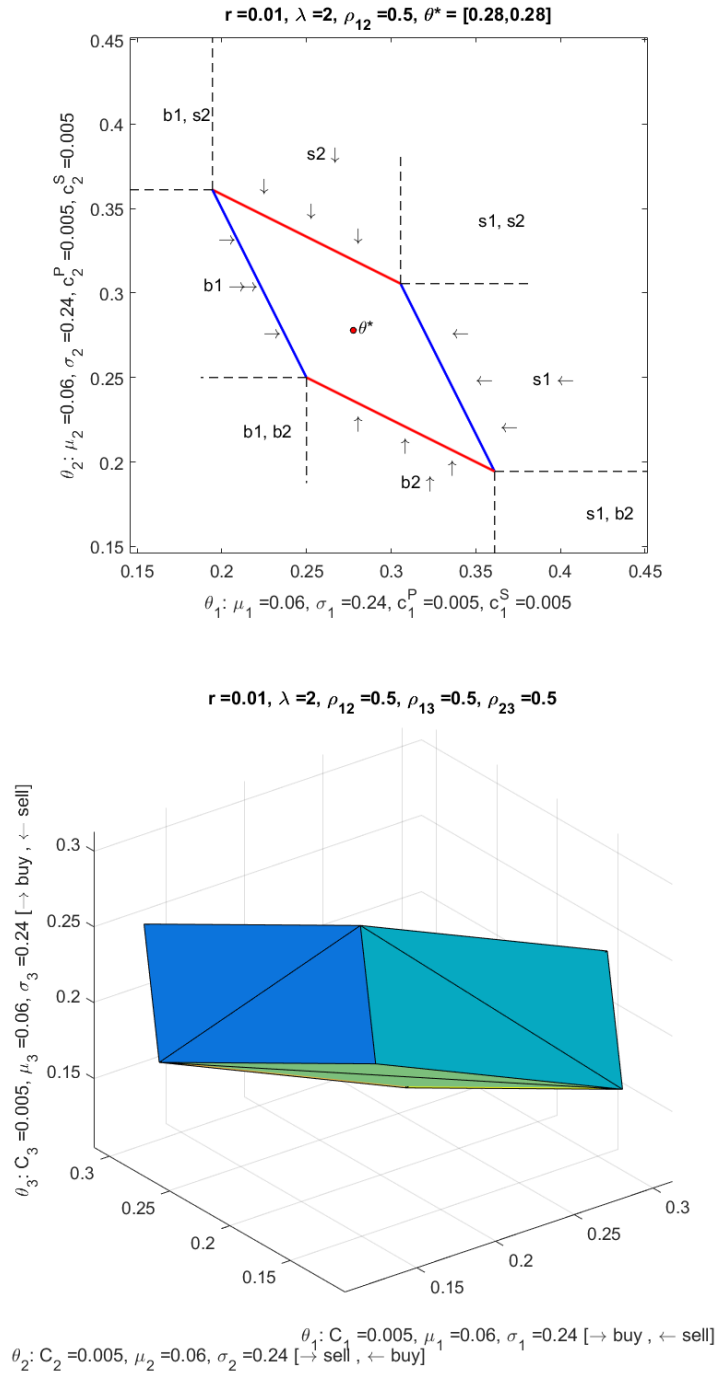 r =0.01, λ =2, ρ12 =0.5, θ* = [0.28,0.28]
0.45
0.4
0.35
0.3
0.25
0.2
0.15
θ2: μ2 =0.06, σ2 =0.24, c2P =0.005, c2S =0.005
b1, s2
s2 ↓
s1, s2
b1 →
θ*
s1 ←
b1, b2
b2 ↑
s1, b2
0.15 0.2 0.25 0.3 0.35 0.4 0.45
θ1: μ1 =0.06, σ1 =0.24, c1P =0.005, c1S =0.005
r =0.01, λ =2, ρ12 =0.5, ρ13 =0.5, ρ23 =0.5
θ3: C3 =0.005, μ3 =0.06, σ3 =0.24 [→ buy , ← sell]
0.3
0.25
0.2
0.15
0.3
0.25
0.2
0.15
0.15
0.2
0.25
0.3
θ1: C1 =0.005, μ1 =0.06, σ1 =0.24 [→ buy , ← sell]
θ2: C2 =0.005, μ2 =0.06, σ2 =0.24 [→ sell , ← buy]